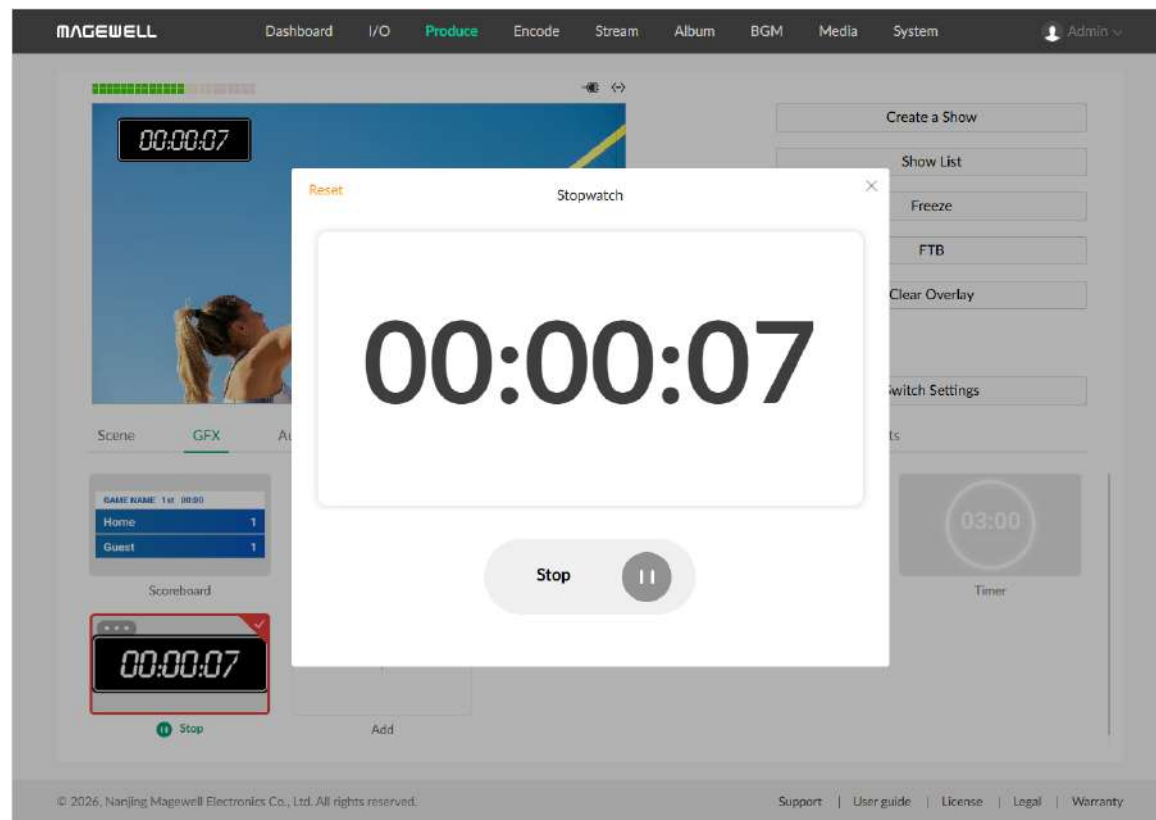 MAGEWELL Dashboard I/O Produce Encode Stream Album BGM Media System Admin
Create a Show
00:00:07
Show List
Reset Stopwatch
Freeze
FTB
Clear Overlay
00:00:07
Switch Settings
Scene GFX
GAME NAME 1st 00:00
Home 1
Guest 1
03:00
Stop
Scoreboard
Timer
00:00:07
Stop Add
© 2026, Nanjing Magewell Electronics Co., Ltd. All rights reserved. Support | User guide | License | Legal | Warranty